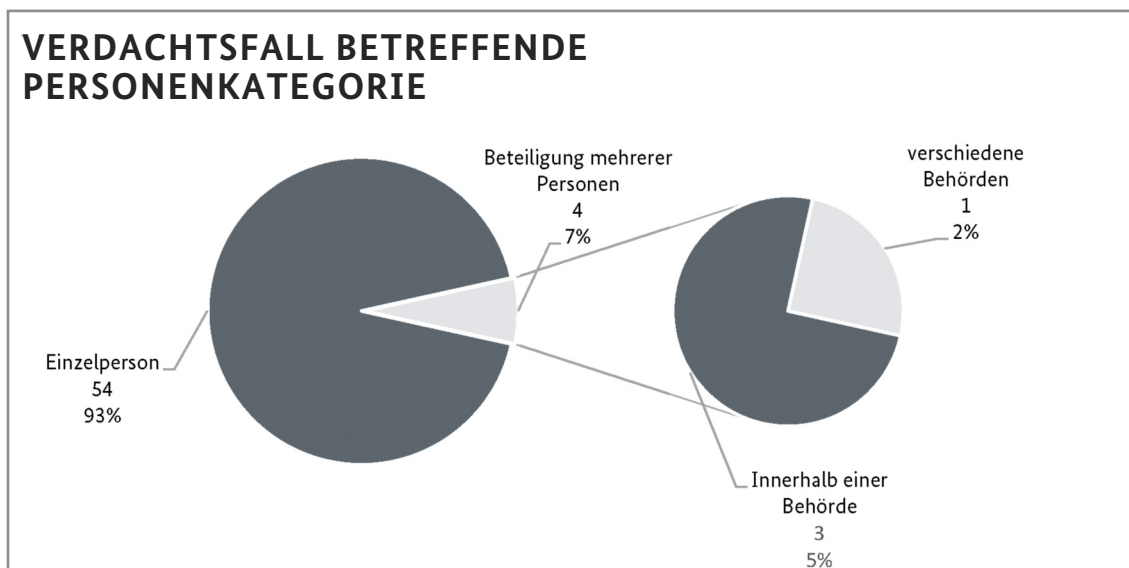 VERDACHTSFALL BETREFFENDE
PERSONENKATEGORIE
Beteiligung mehrerer
Personen
4
7%
verschiedene
Behörden
1
2%
Einzelperson
54
93%
Innerhalb einer
Behörde
3
5%